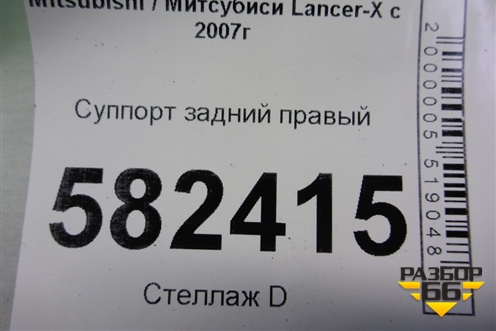 Mitsubishi / Митсубиси Lancer-X с
2007г
Суппорт задний правый
582415
Стеллаж D
2000005519048
РАЗБОР
66